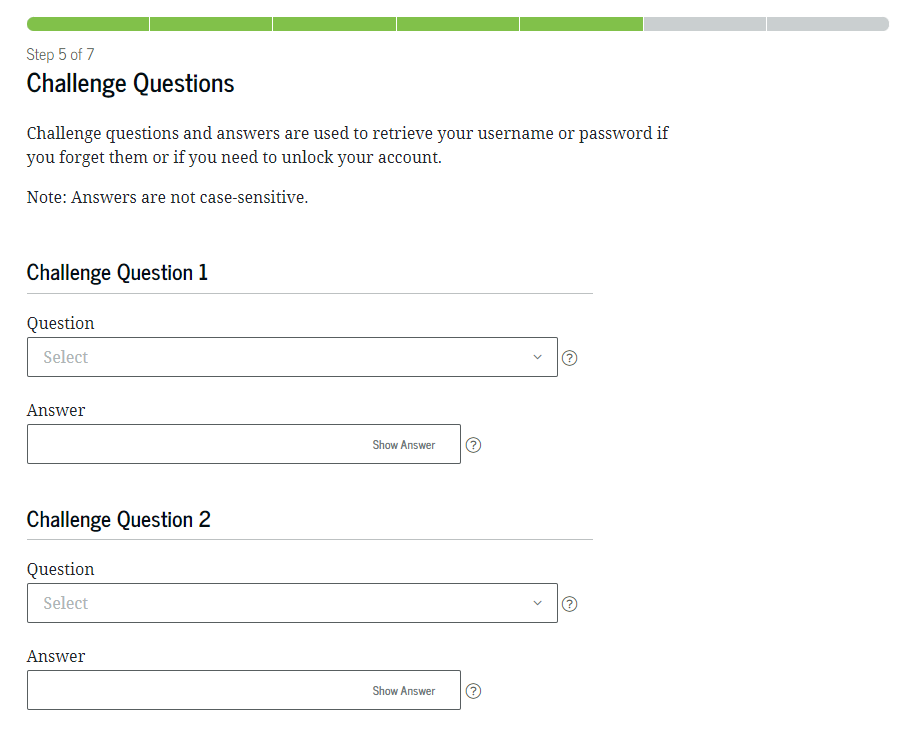 Step 5 of 7
Challenge Questions
Challenge questions and answers are used to retrieve your username or password if
you forget them or if you need to unlock your account.
Note: Answers are not case-sensitive.
Challenge Question 1
Question
Select
?
Answer
Show Answer
?
Challenge Question 2
Question
Select
?
Answer
Show Answer
?